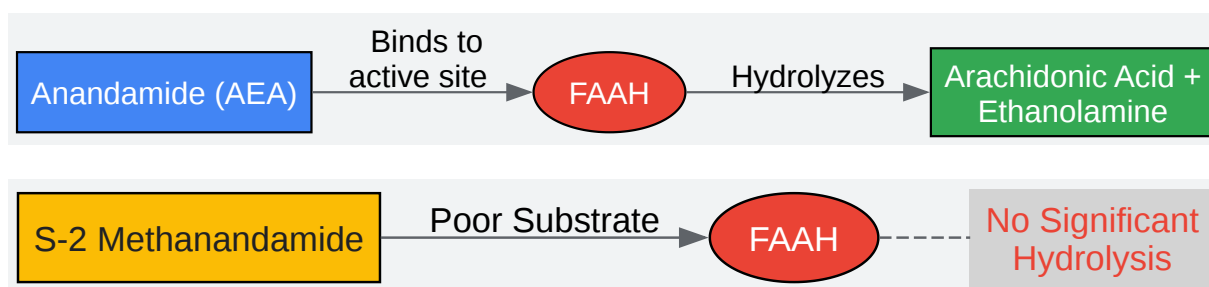 Anandamide (AEA)
Binds to
active site
FAAH
Hydrolyzes
Arachidonic Acid +
Ethanolamine
S-2 Methanandamide
Poor Substrate
FAAH
No Significant
Hydrolysis